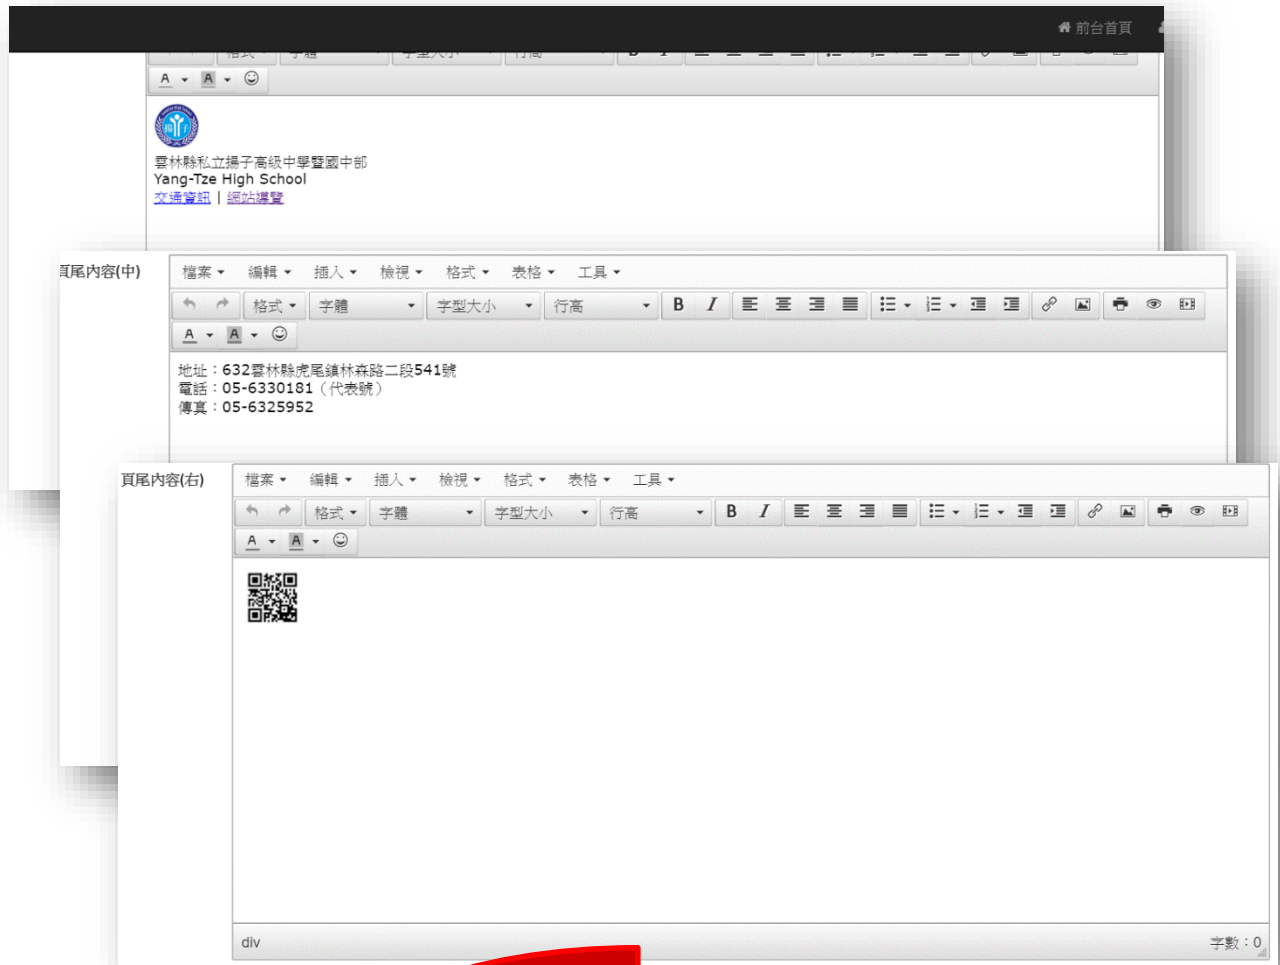 前台首頁
雲林縣私立揚子高級中學暨國中部
Yang-Tze High School
交通資訊 | 網站導覽
頁尾內容(中)
檔案 編輯 插入 檢視 格式 表格 工具
格式 字體 字型大小 行高 B I
A A
地址：632雲林縣虎尾鎮林森路二段541號
電話：05-6330181（代表號）
傳真：05-6325952
頁尾內容(右)
檔案 編輯 插入 檢視 格式 表格 工具
格式 字體 字型大小 行高 B I
A A
div
字數：0